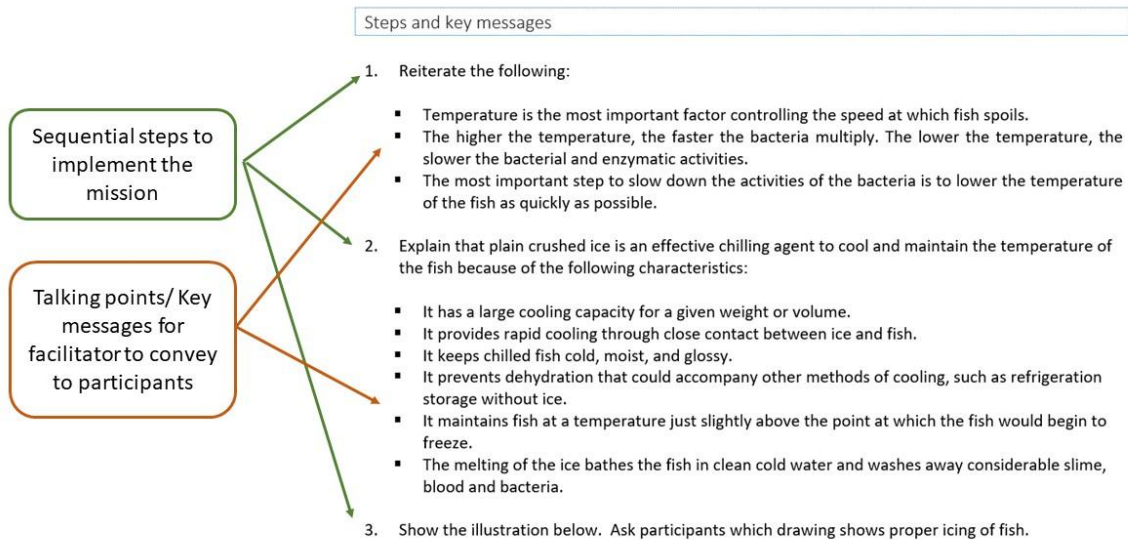 Steps and key messages
Sequential steps to
implement the
mission
Talking points/ Key
messages for
facilitator to convey
to participants
1. Reiterate the following:
▪ Temperature is the most important factor controlling the speed at which fish spoils.
▪ The higher the temperature, the faster the bacteria multiply. The lower the temperature, the
slower the bacterial and enzymatic activities.
▪ The most important step to slow down the activities of the bacteria is to lower the temperature
of the fish as quickly as possible.
2. Explain that plain crushed ice is an effective chilling agent to cool and maintain the temperature of
the fish because of the following characteristics:
▪ It has a large cooling capacity for a given weight or volume.
▪ It provides rapid cooling through close contact between ice and fish.
▪ It keeps chilled fish cold, moist, and glossy.
▪ It prevents dehydration that could accompany other methods of cooling, such as refrigeration
storage without ice.
▪ It maintains fish at a temperature just slightly above the point at which the fish would begin to
freeze.
▪ The melting of the ice bathes the fish in clean cold water and washes away considerable slime,
blood and bacteria.
3. Show the illustration below. Ask participants which drawing shows proper icing of fish.